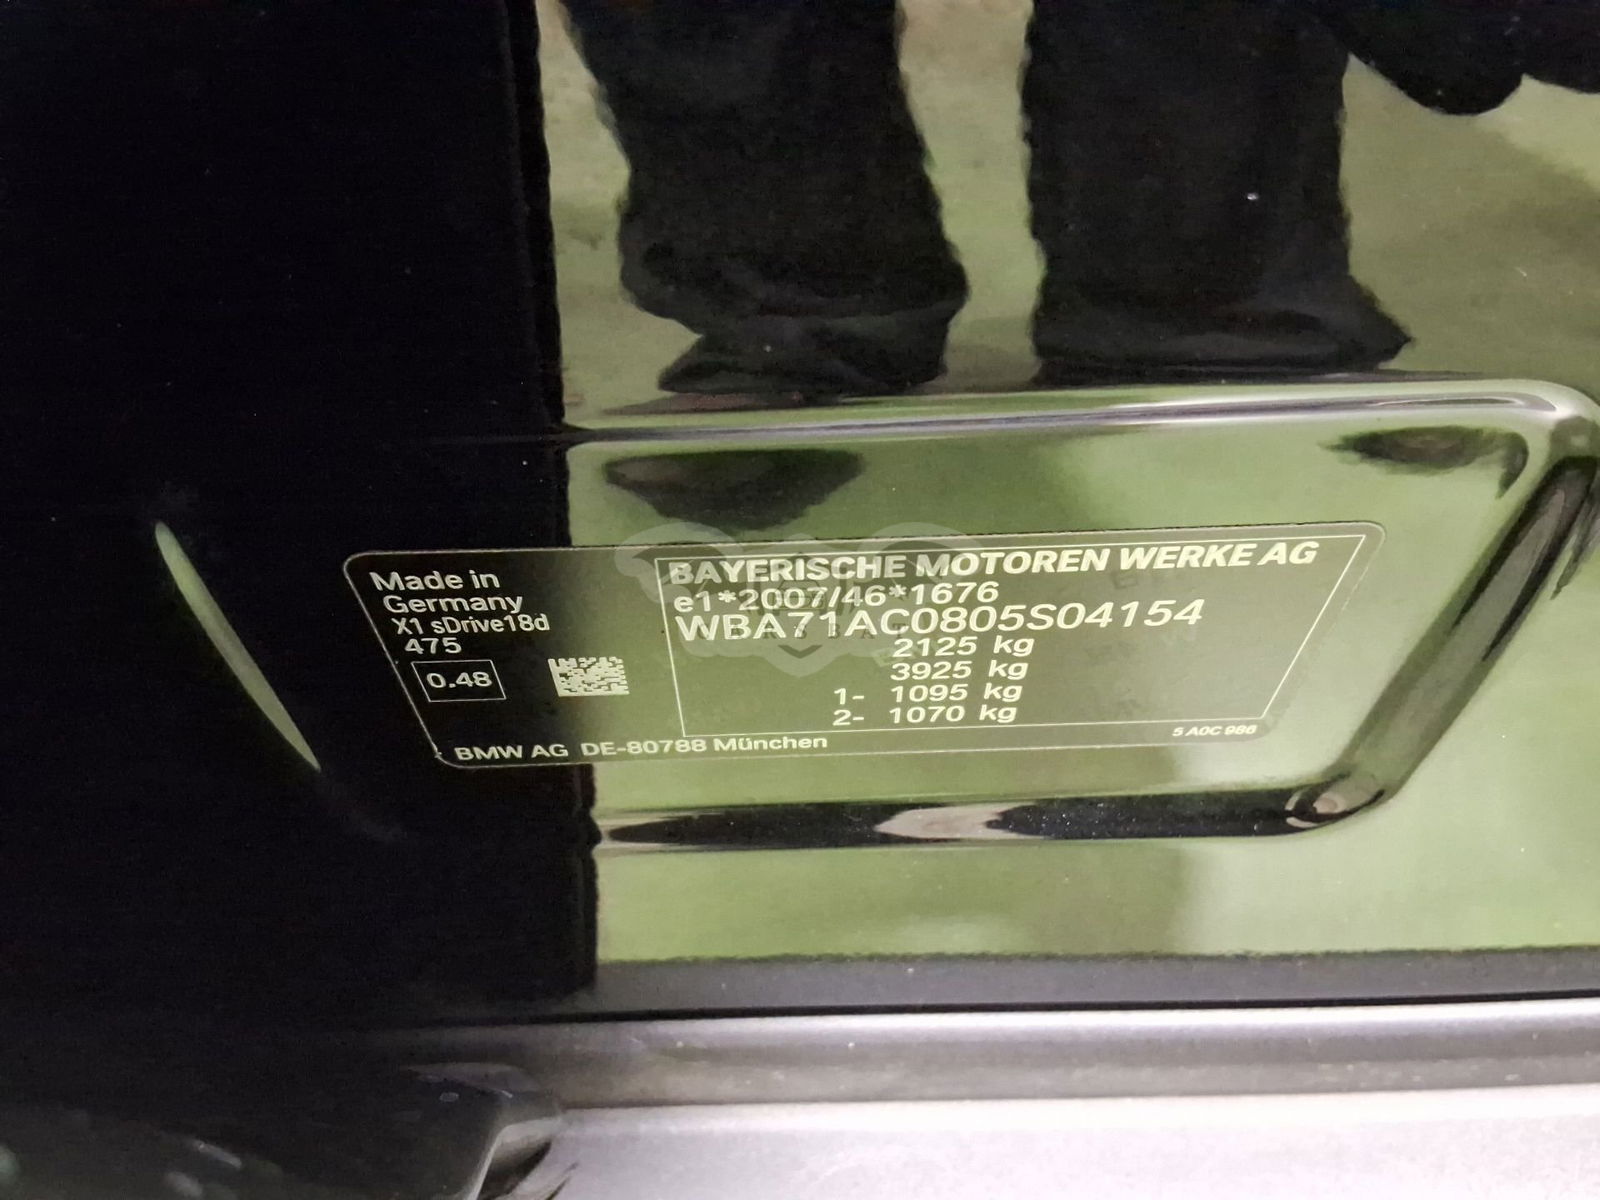 Made in
Germany
X1 sDrive18d
475
0.48
BAYERISCHE MOTOREN WERKE AG
e1*2007/46*1676
WBA71AC0805S04154
2125 kg
3925 kg
1- 1095 kg
2- 1070 kg
5 A0C 986
BMW AG DE-80788 München